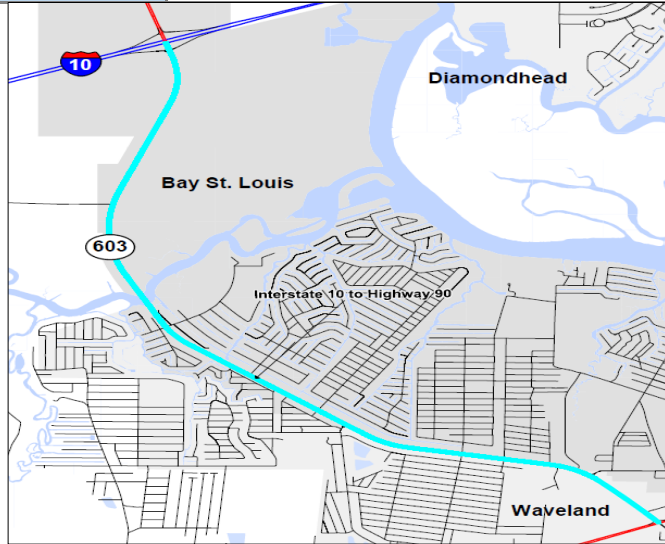 Diamondhead
10
Bay St. Louis
603
Interstate 10 to Highway 90
Waveland